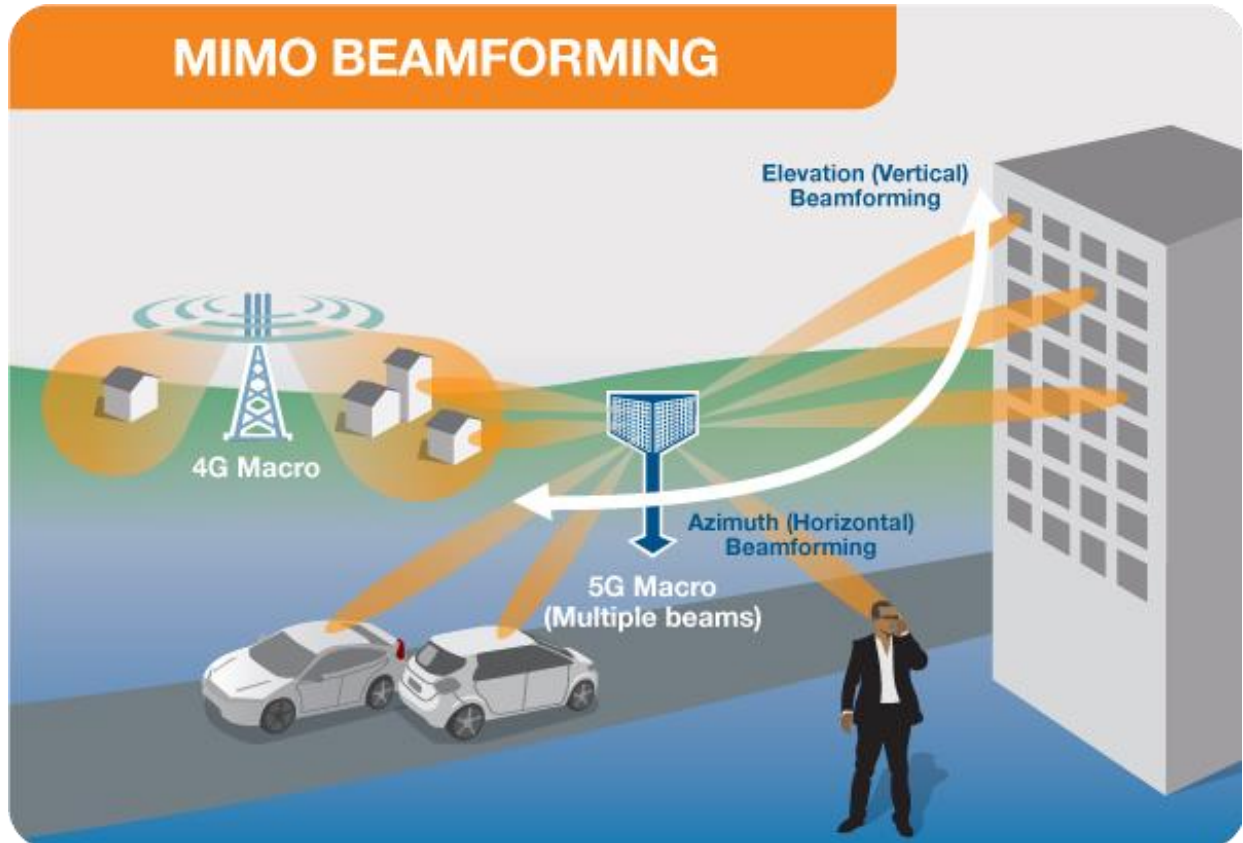 MIMO BEAMFORMING
Elevation (Vertical)
Beamforming
4G Macro
Azimuth (Horizontal)
Beamforming
5G Macro
(Multiple beams)